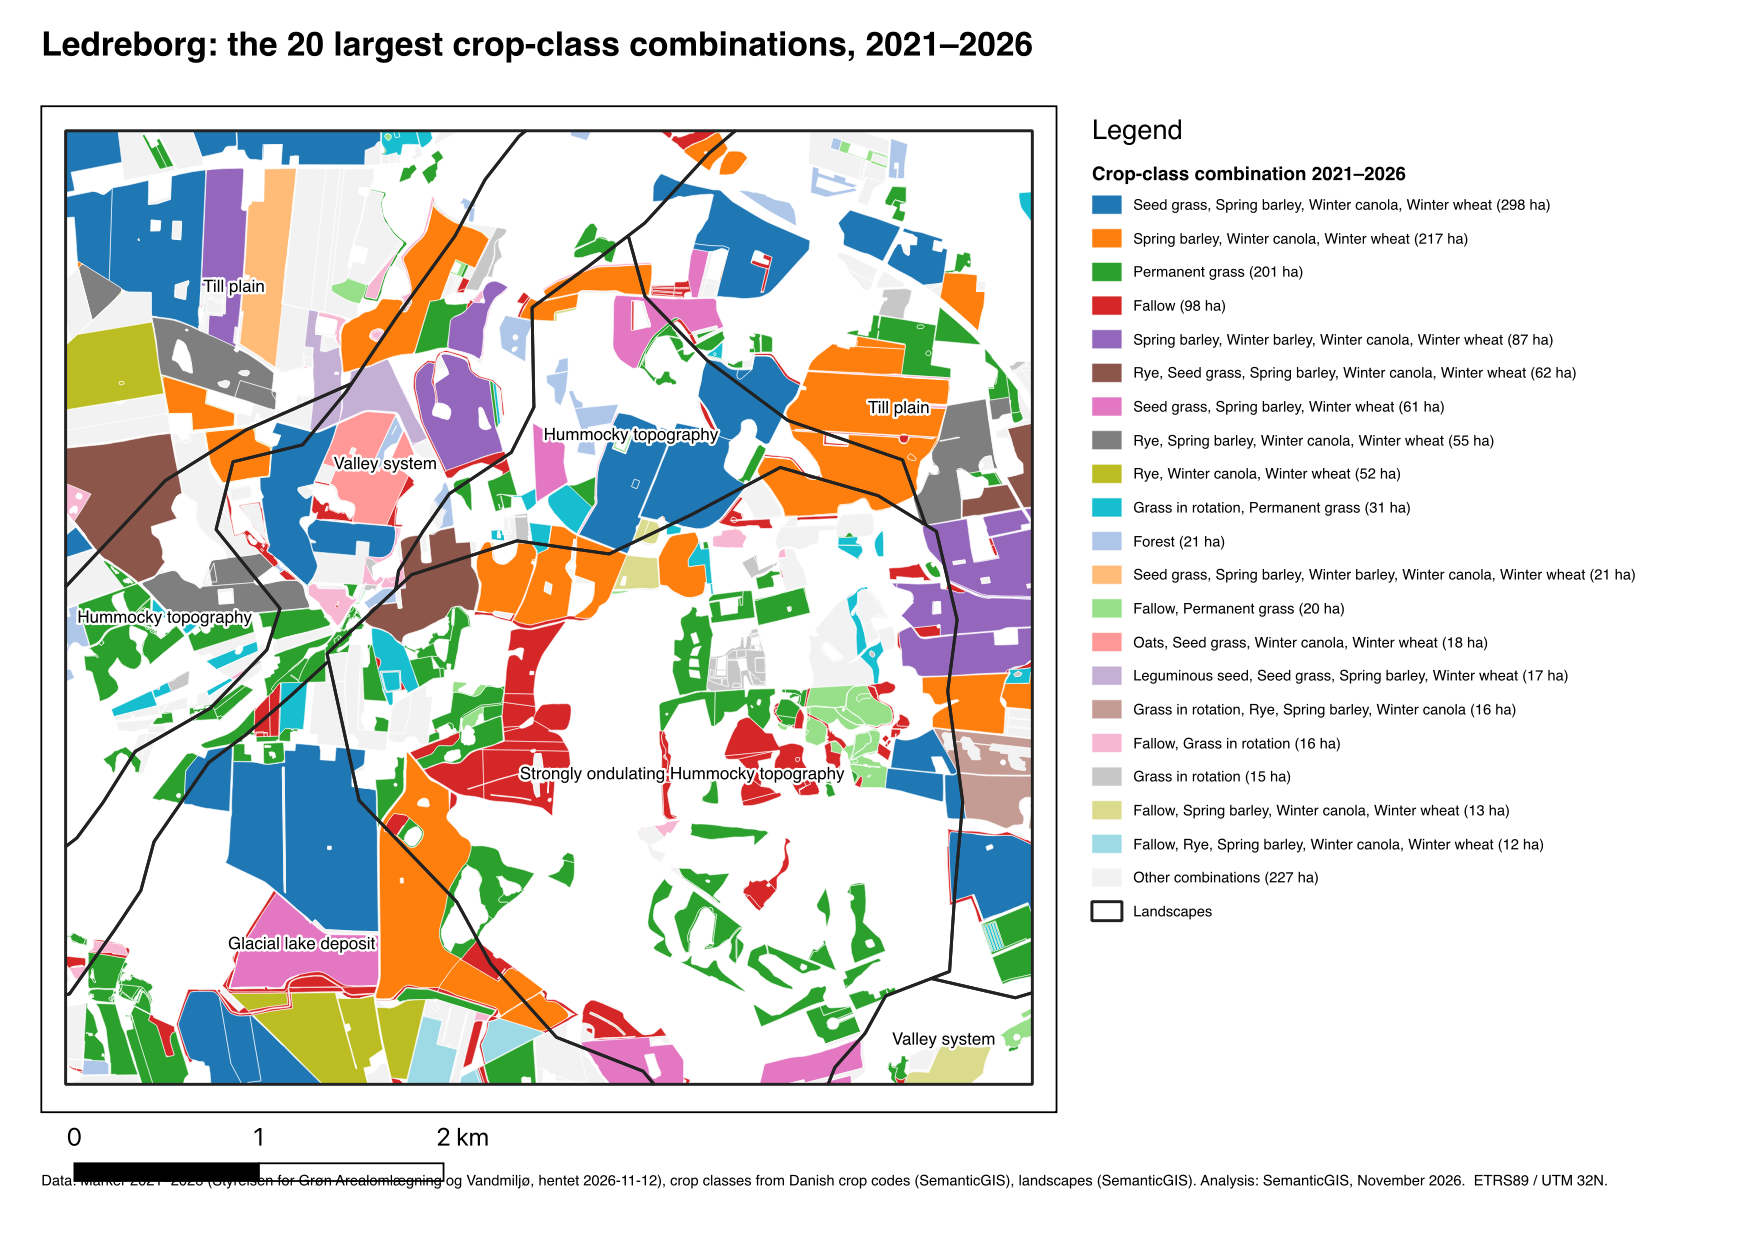 Ledreborg: the 20 largest crop-class combinations, 2021–2026
Legend
Crop-class combination 2021–2026
Seed grass, Spring barley, Winter canola, Winter wheat (298 ha)
Spring barley, Winter canola, Winter wheat (217 ha)
Permanent grass (201 ha)
Fallow (98 ha)
Spring barley, Winter barley, Winter canola, Winter wheat (87 ha)
Rye, Seed grass, Spring barley, Winter canola, Winter wheat (62 ha)
Seed grass, Spring barley, Winter wheat (61 ha)
Rye, Spring barley, Winter canola, Winter wheat (55 ha)
Rye, Winter canola, Winter wheat (52 ha)
Grass in rotation, Permanent grass (31 ha)
Forest (21 ha)
Seed grass, Spring barley, Winter barley, Winter canola, Winter wheat (21 ha)
Fallow, Permanent grass (20 ha)
Oats, Seed grass, Winter canola, Winter wheat (18 ha)
Leguminous seed, Seed grass, Spring barley, Winter wheat (17 ha)
Grass in rotation, Rye, Spring barley, Winter canola (16 ha)
Fallow, Grass in rotation (16 ha)
Grass in rotation (15 ha)
Fallow, Spring barley, Winter canola, Winter wheat (13 ha)
Fallow, Rye, Spring barley, Winter canola, Winter wheat (12 ha)
Other combinations (227 ha)
Landscapes
Till plain
Till plain
Hummocky topography
Valley system
Hummocky topography
Strongly ondulating Hummocky topography
Glacial lake deposit
Valley system
0 1 2 km
Data: Marker 2021–2026 (Styrelsen for Grøn Arealomlægning og Vandmiljø, hentet 2026-11-12), crop classes from Danish crop codes (SemanticGIS), landscapes (SemanticGIS). Analysis: SemanticGIS, November 2026. ETRS89 / UTM 32N.